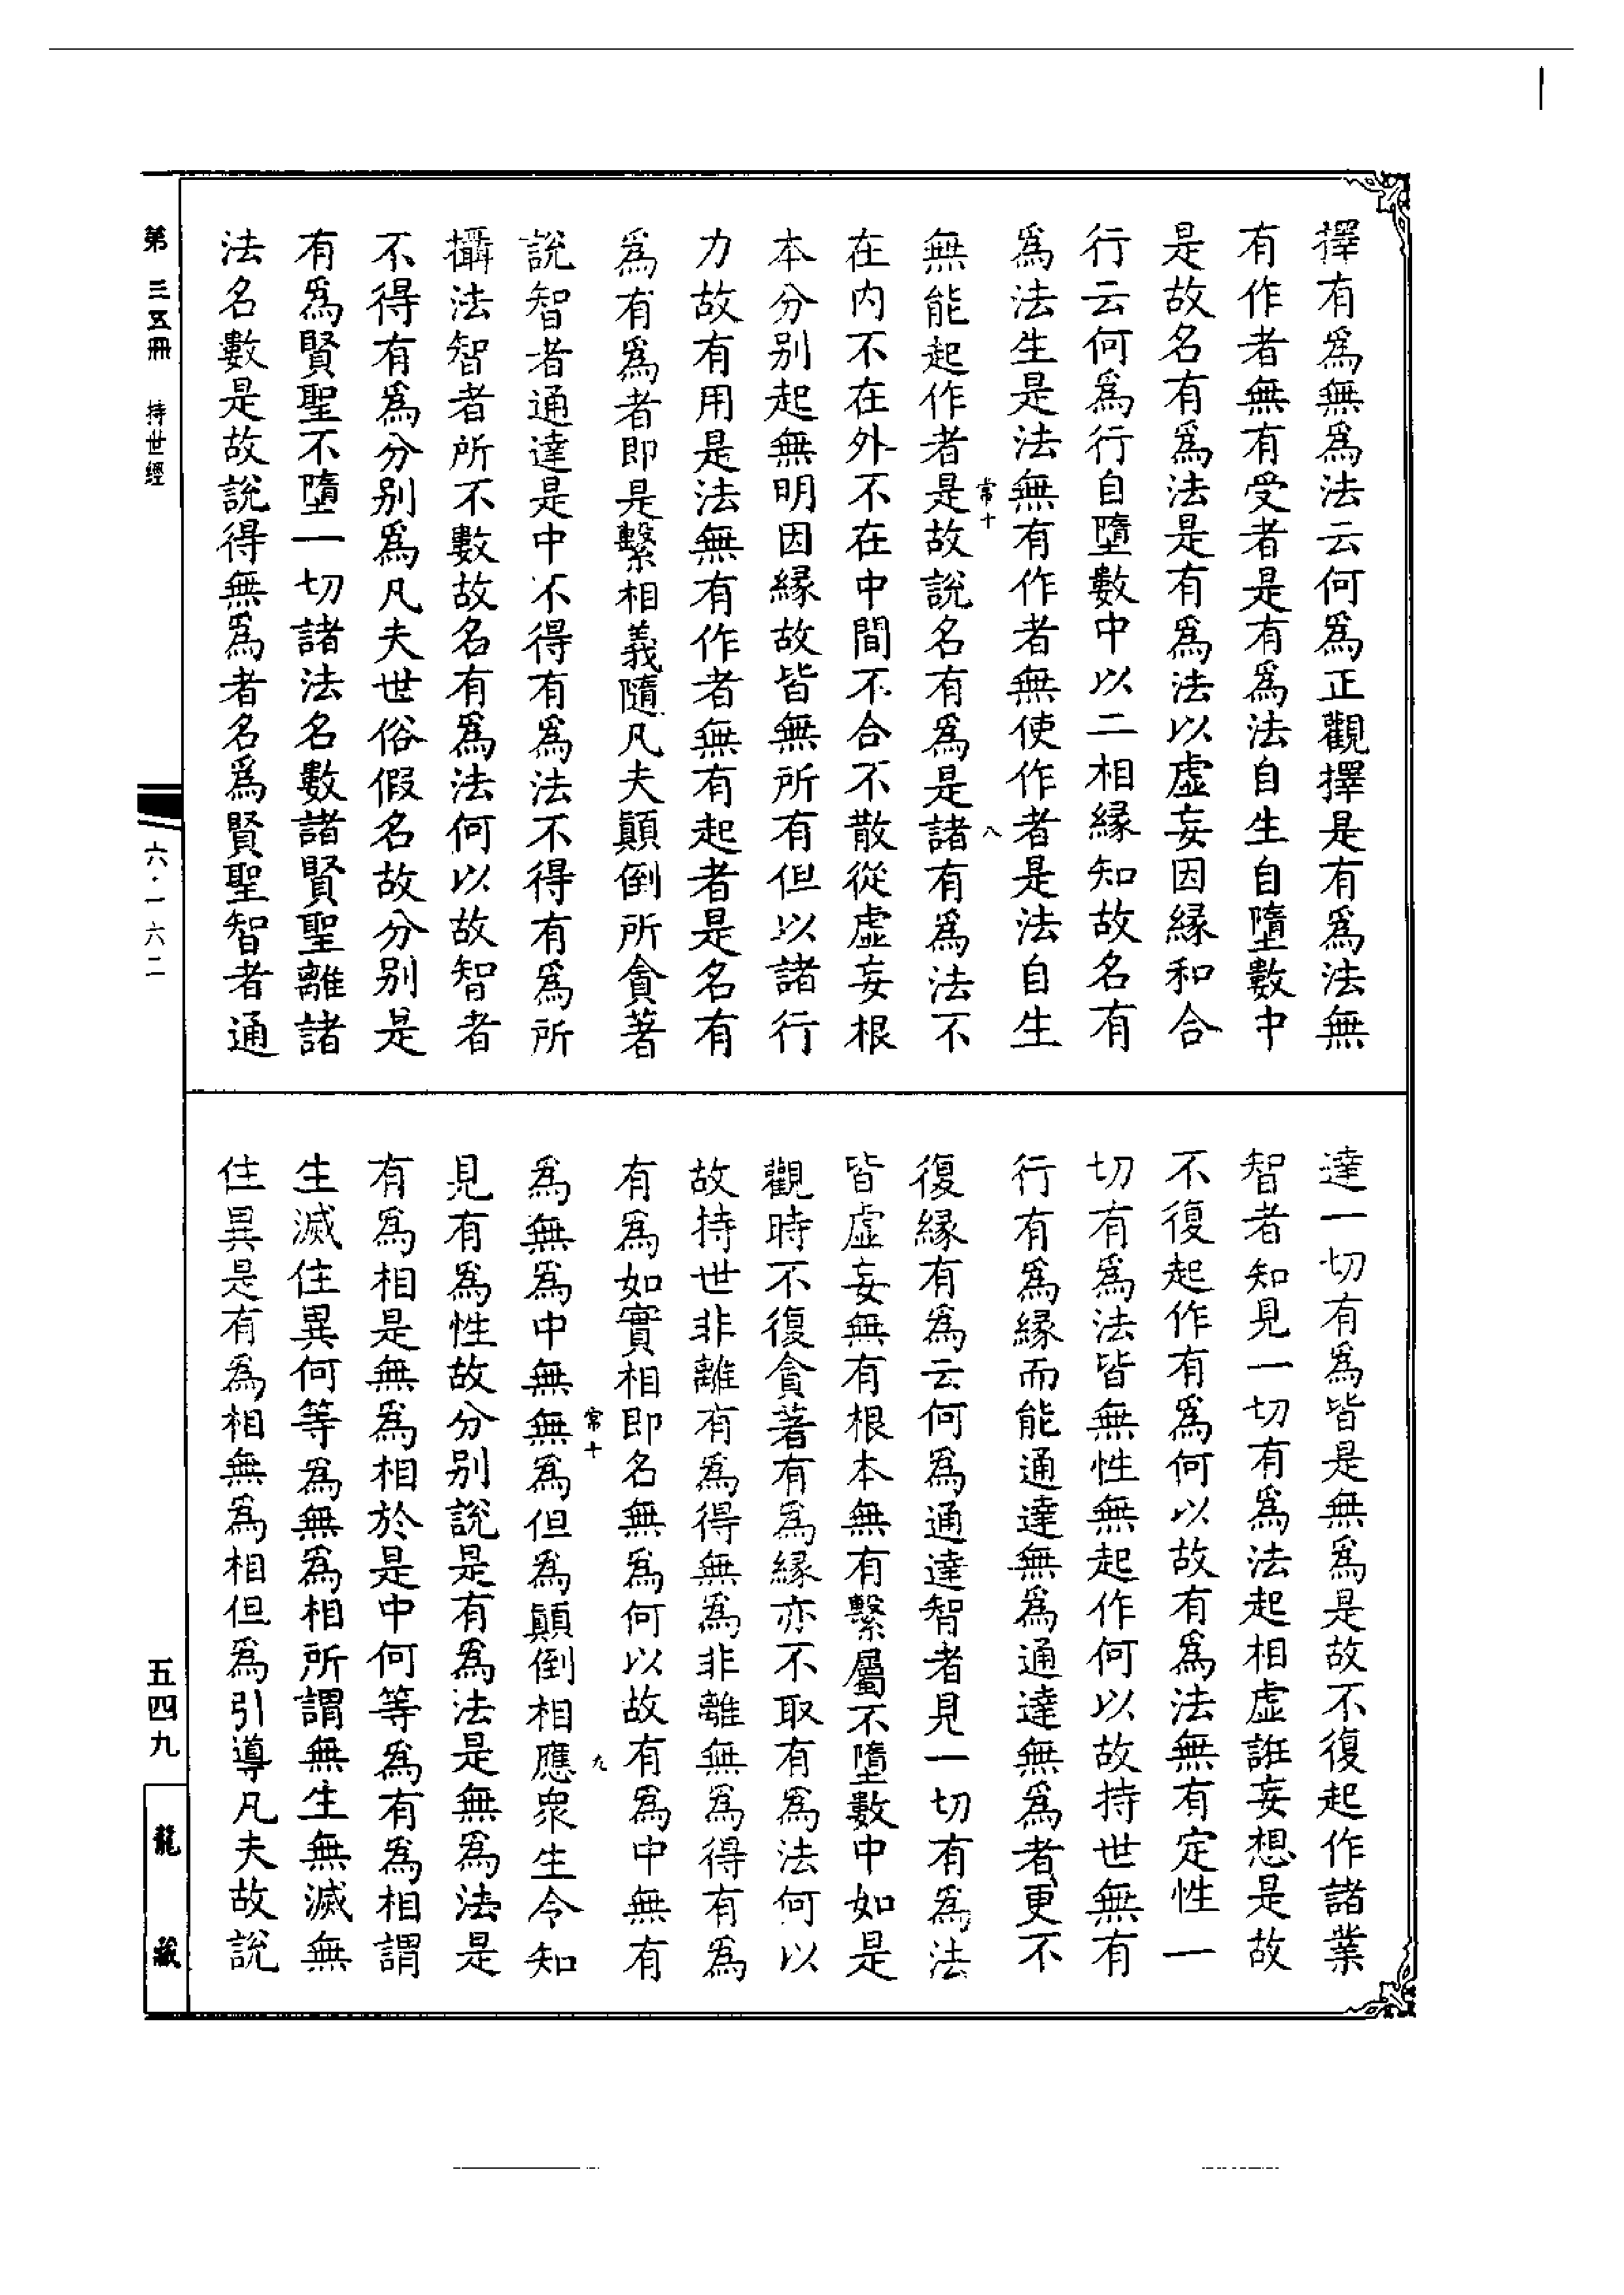 擇有爲無爲法云何爲正觀擇是有爲法無
有作者無有受者是有爲法自生自墮數中
是故名有爲法是有爲法以虛妄因緣和合
行云何爲行自墮數中以二相緣知故名有
爲法生是法無有作者無使作者是法自生
常十
八
無能起作者是故說名有爲是諸有爲法不
在内不在外不在中間不合不散從虛妄根
本分别起無明因緣故皆無所有但以諸行
力故有用是法無有作者無有起者是名有
爲有爲者即是繫相義隨凡夫顛倒所貪著
說智者通達是中不得有爲法不得有爲所
攝法智者所不數故名有爲法何以故智者
不得有爲分别爲凡夫世俗假名故分别是
有爲賢聖不墮一切諸法名數諸賢聖離諸
法名數是故說得無爲者名爲賢聖智者通
達一切有爲皆是無爲是故不復起作諸業
智者知見一切有爲法起相虛誑妄想是故
不復起作有爲何以故有爲法無有定性一
切有爲法皆無性無起作何以故持世無有
行有爲緣而能通達無爲通達無爲者更不
復緣有爲云何爲通達智者見一切有爲法
皆虛妄無有根本無有繫屬不墮數中如是
觀時不復貪著有爲緣亦不取有爲法何以
故持世非離有爲得無爲非離無爲得有爲
有爲如實相即名無爲何以故有爲中無有
常十
九
爲無爲中無無爲但爲顛倒相應衆生令知
見有爲性故分别說是有爲法是無爲法是
有爲相是無爲相於是中何等爲有爲相謂
生滅住異何等爲無爲相所謂無生無滅無
住異是有爲相無爲相但爲引導凡夫故說
第三五冊
持世經
六·一六二
五四九
龍藏